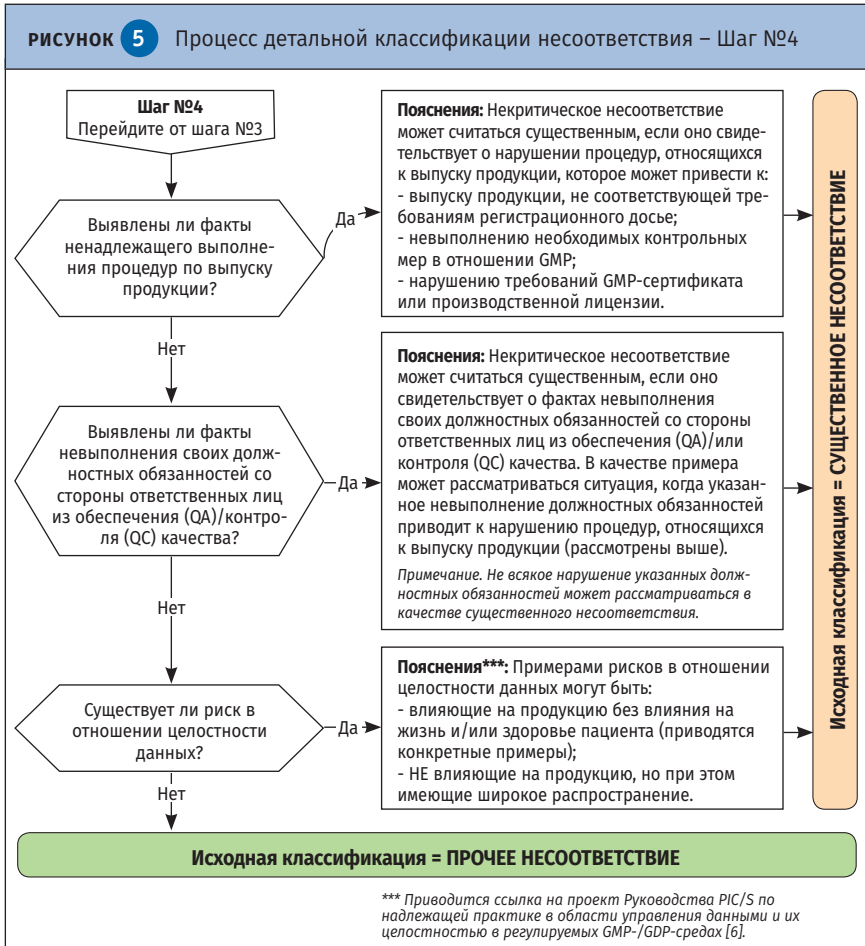 РИСУНОК 5 Процесс детальной классификации несоответствия – Шаг №4
Шаг №4
Перейдите от шага №3
Выявлены ли факты
ненадлежащего выполне-
ния процедур по выпуску
продукции?
Да
Пояснения: Некритическое несоответствие
может считаться существенным, если оно свиде-
тельствует о нарушении процедур, относящихся
к выпуску продукции, которое может привести к:
- выпуску продукции, не соответствующей тре-
бованиям регистрационного досье;
- невыполнению необходимых контрольных
мер в отношении GMP;
- нарушению требований GMP-сертификата
или производственной лицензии.
Нет
Выявлены ли факты
невыполнения своих долж-
ностных обязанностей со
стороны ответственных лиц
из обеспечения (QA)/контро-
ля (QC) качества?
Да
Пояснения: Некритическое несоответствие
может считаться существенным, если оно
свидетельствует о фактах невыполнения
своих должностных обязанностей со стороны
ответственных лиц из обеспечения (QA)/или
контроля (QC) качества. В качестве примера
может рассматриваться ситуация, когда указан-
ное невыполнение должностных обязанностей
приводит к нарушению процедур, относящихся
к выпуску продукции (рассмотрены выше).
Примечание. Не всякое нарушение указанных долж-
ностных обязанностей может рассматриваться в
качестве существенного несоответствия.
Нет
Существует ли риск в
отношении целостности
данных?
Да
Пояснения***: Примерами рисков в отношении
целостности данных могут быть:
- влияющие на продукцию без влияния на
жизнь и/или здоровье пациента (приводятся
конкретные примеры);
- НЕ влияющие на продукцию, но при этом
имеющие широкое распространение.
Нет
Исходная классификация = СУЩЕСТВЕННОЕ НЕСООТВЕТСТВИЕ
Исходная классификация = ПРОЧЕЕ НЕСООТВЕТСТВИЕ
*** Приводится ссылка на проект Руководства PIC/S по
надлежащей практике в области управления данными и их
целостностью в регулируемых GMP-/GDP-средах [6].